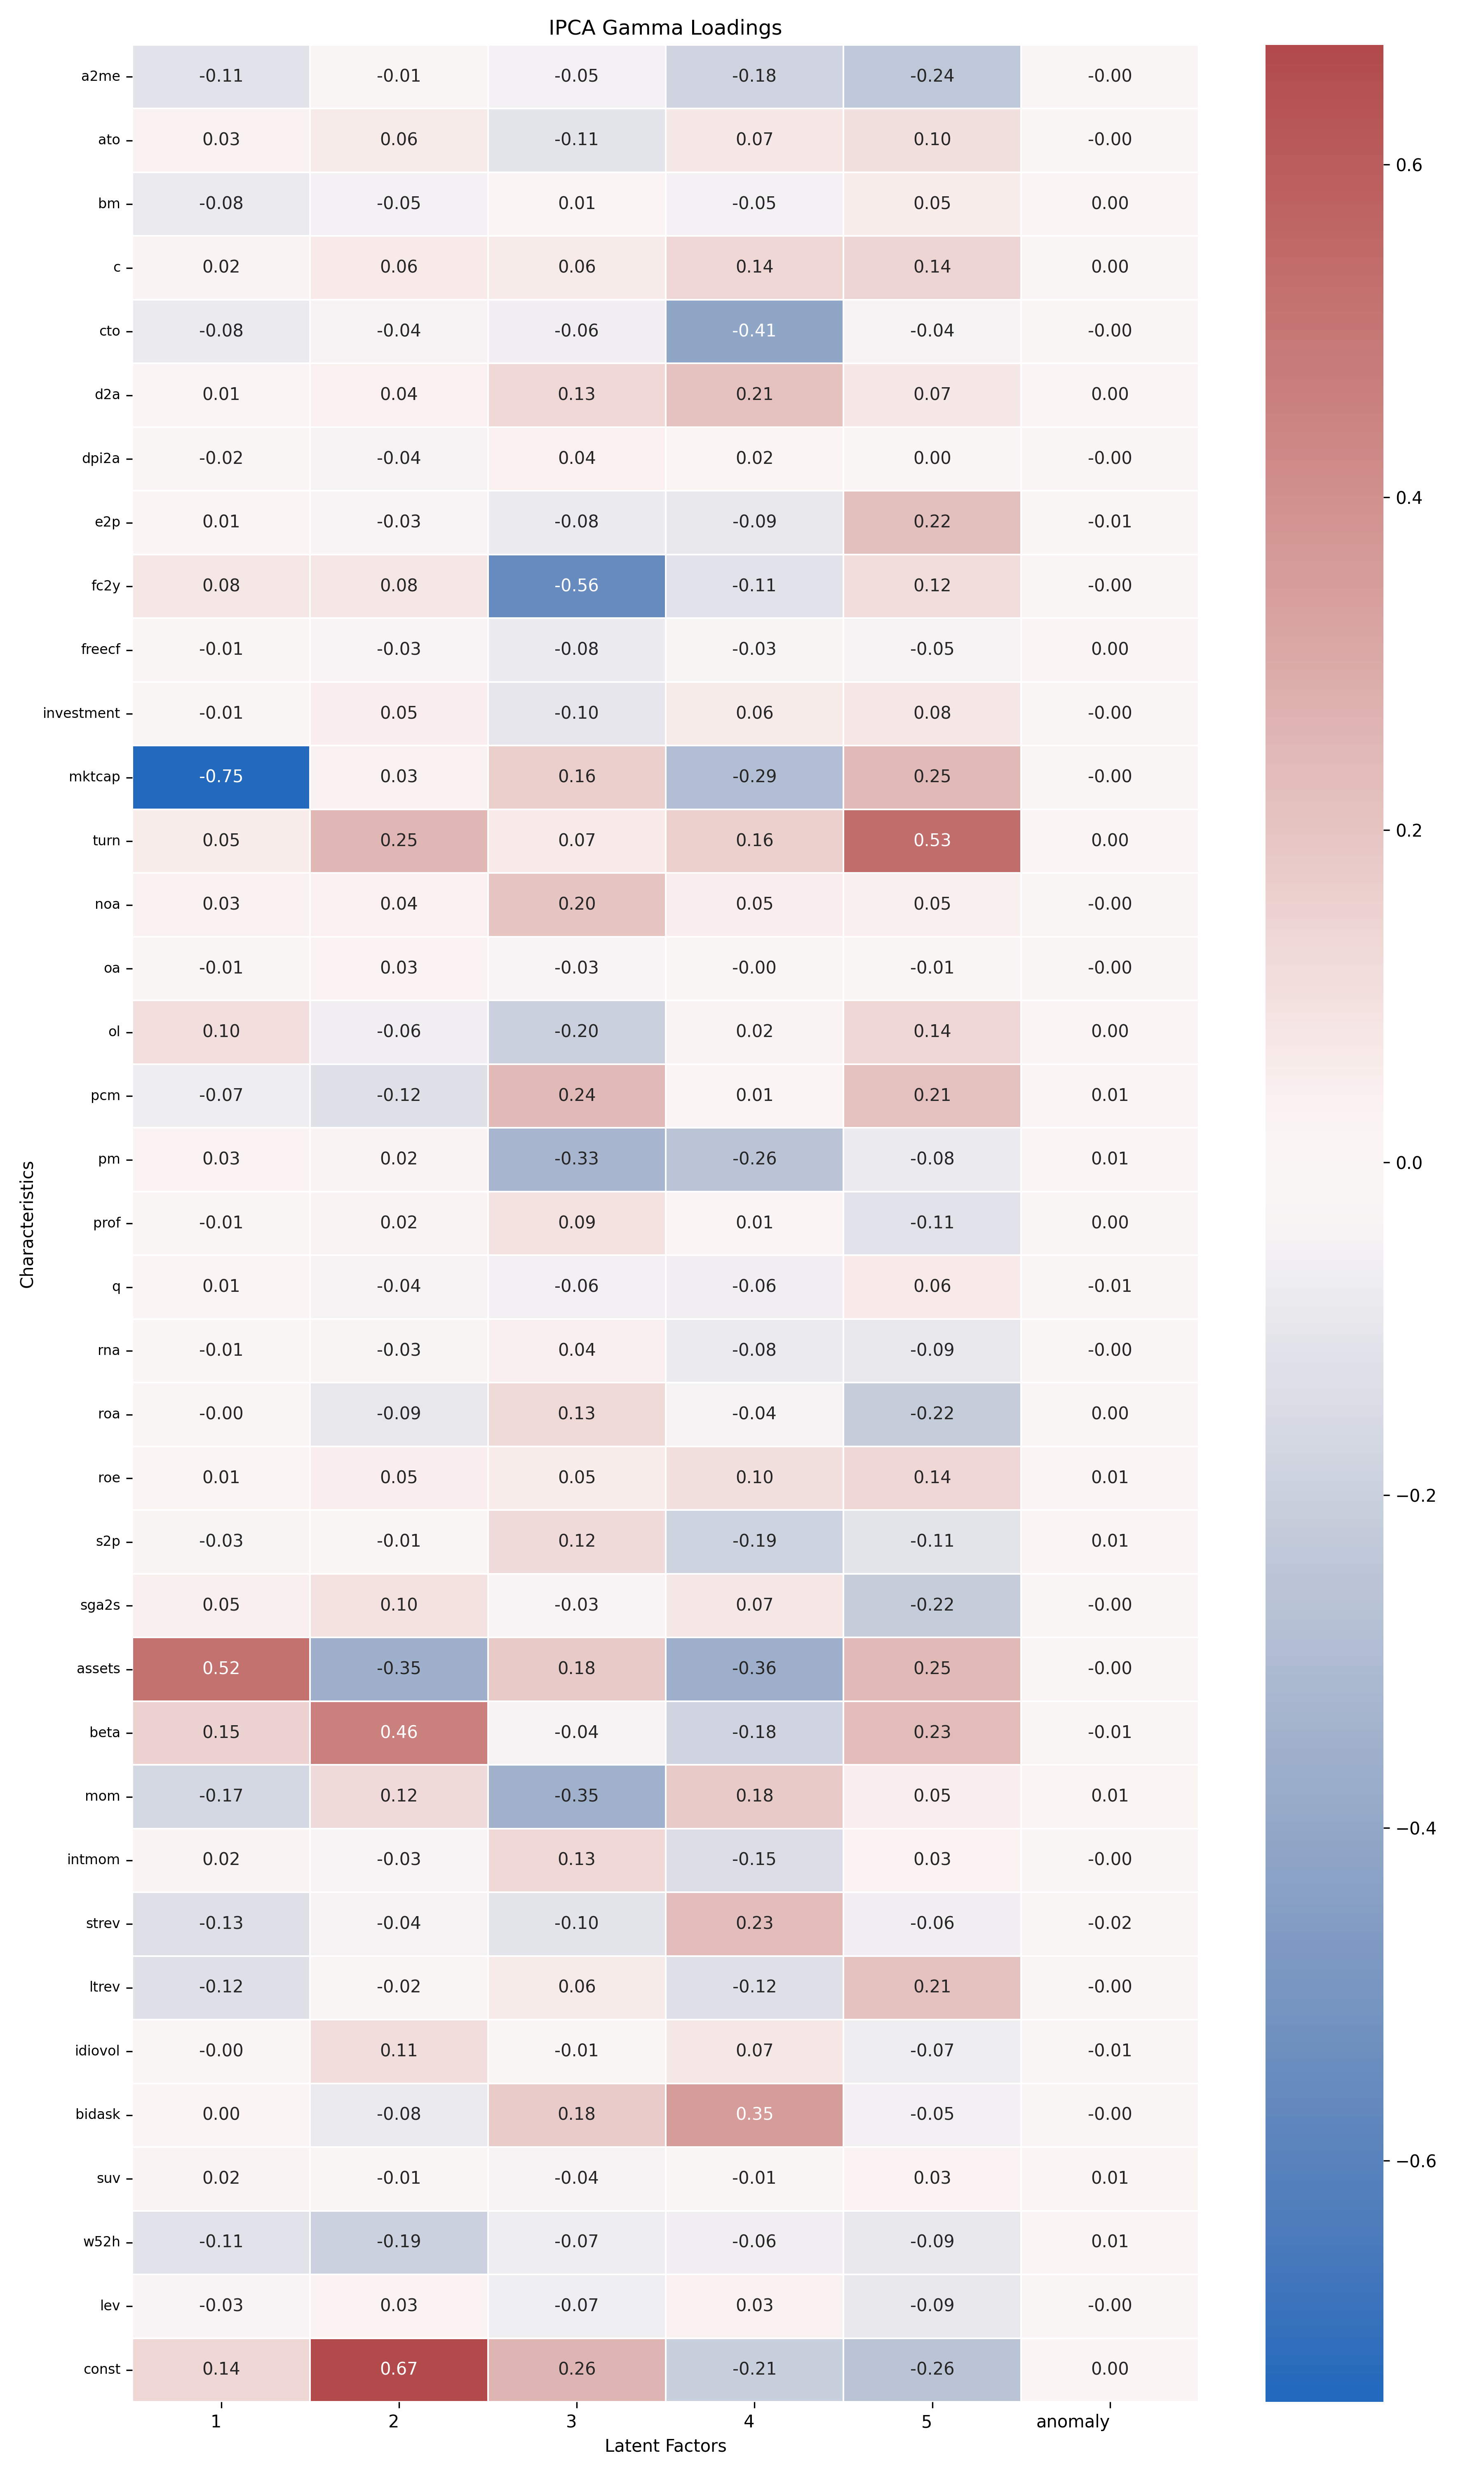 IPCA Gamma Loadings
a2me -0.11 -0.01 -0.05 -0.18 -0.24 -0.00
ato 0.03 0.06 -0.11 0.07 0.10 -0.00
bm -0.08 -0.05 0.01 -0.05 0.05 0.00
c 0.02 0.06 0.06 0.14 0.14 0.00
cto -0.08 -0.04 -0.06 -0.41 -0.04 -0.00
d2a 0.01 0.04 0.13 0.21 0.07 0.00
dpi2a -0.02 -0.04 0.04 0.02 0.00 -0.00
e2p 0.01 -0.03 -0.08 -0.09 0.22 -0.01
fc2y 0.08 0.08 -0.56 -0.11 0.12 -0.00
freecf -0.01 -0.03 -0.08 -0.03 -0.05 0.00
investment -0.01 0.05 -0.10 0.06 0.08 -0.00
mktcap -0.75 0.03 0.16 -0.29 0.25 -0.00
turn 0.05 0.25 0.07 0.16 0.53 0.00
noa 0.03 0.04 0.20 0.05 0.05 -0.00
oa -0.01 0.03 -0.03 -0.00 -0.01 -0.00
ol 0.10 -0.06 -0.20 0.02 0.14 0.00
pcm -0.07 -0.12 0.24 0.01 0.21 0.01
pm 0.03 0.02 -0.33 -0.26 -0.08 0.01
prof -0.01 0.02 0.09 0.01 -0.11 0.00
q 0.01 -0.04 -0.06 -0.06 0.06 -0.01
rna -0.01 -0.03 0.04 -0.08 -0.09 -0.00
roa -0.00 -0.09 0.13 -0.04 -0.22 0.00
roe 0.01 0.05 0.05 0.10 0.14 0.01
s2p -0.03 -0.01 0.12 -0.19 -0.11 0.01
sga2s 0.05 0.10 -0.03 0.07 -0.22 -0.00
assets 0.52 -0.35 0.18 -0.36 0.25 -0.00
beta 0.15 0.46 -0.04 -0.18 0.23 -0.01
mom -0.17 0.12 -0.35 0.18 0.05 0.01
intmom 0.02 -0.03 0.13 -0.15 0.03 -0.00
strev -0.13 -0.04 -0.10 0.23 -0.06 -0.02
ltrev -0.12 -0.02 0.06 -0.12 0.21 -0.00
idiovol -0.00 0.11 -0.01 0.07 -0.07 -0.01
bidask 0.00 -0.08 0.18 0.35 -0.05 -0.00
suv 0.02 -0.01 -0.04 -0.01 0.03 0.01
w52h -0.11 -0.19 -0.07 -0.06 -0.09 0.01
lev -0.03 0.03 -0.07 0.03 -0.09 -0.00
const 0.14 0.67 0.26 -0.21 -0.26 0.00
1 2 3 4 5 anomaly
Latent Factors
Characteristics
0.6
0.4
0.2
0.0
−0.2
−0.4
−0.6